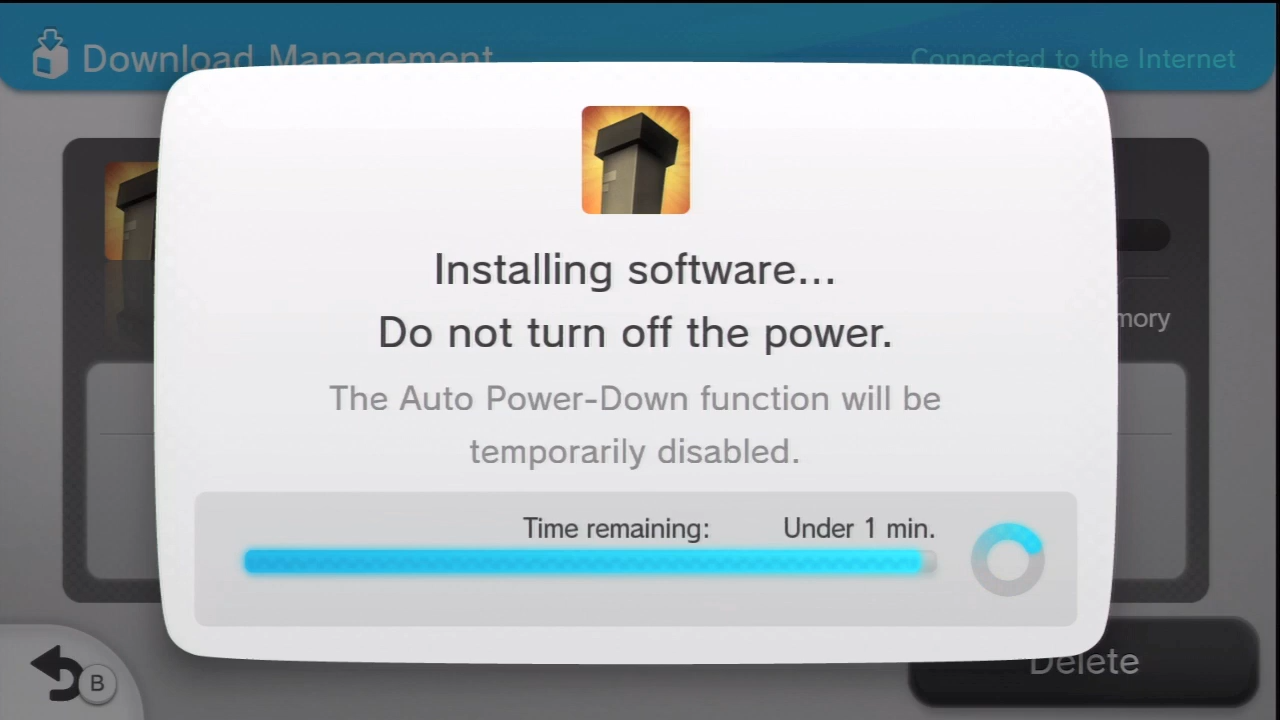 Download Management
Connected to the Internet
Installing software...
Do not turn off the power.
The Auto Power-Down function will be
temporarily disabled.
Time remaining: Under 1 min.
mory
B
Delete